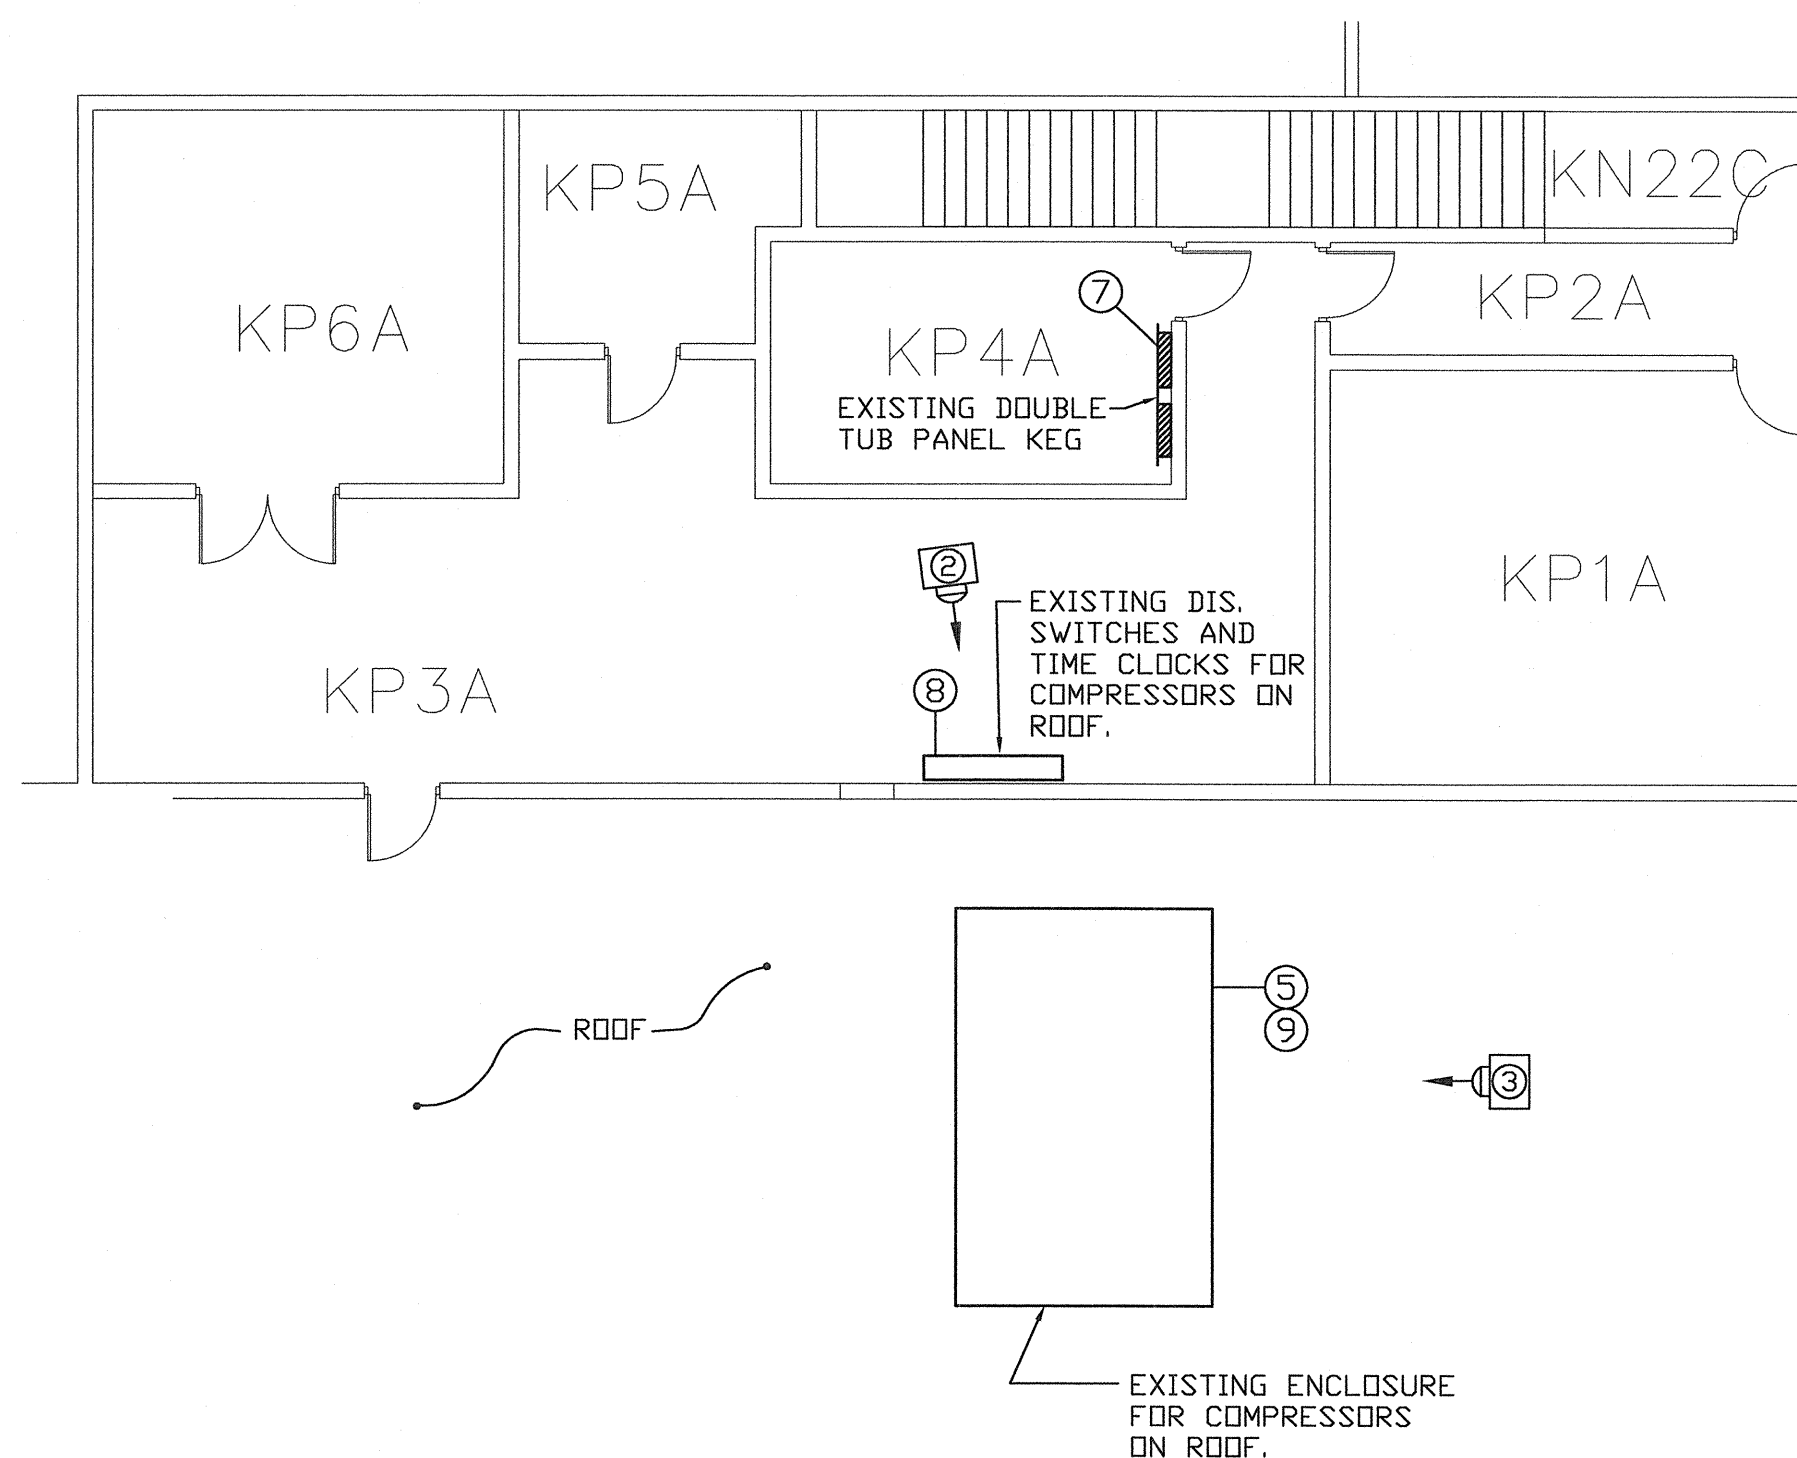 KP5A
KN22C
KP6A
KP2A
7
KP4A
EXISTING DOUBLE
TUB PANEL KEG
2
KP1A
EXISTING DIS.
SWITCHES AND
TIME CLOCKS FOR
COMPRESSORS ON
ROOF.
KP3A
8
5
9
ROOF
3
EXISTING ENCLOSURE
FOR COMPRESSORS
ON ROOF.